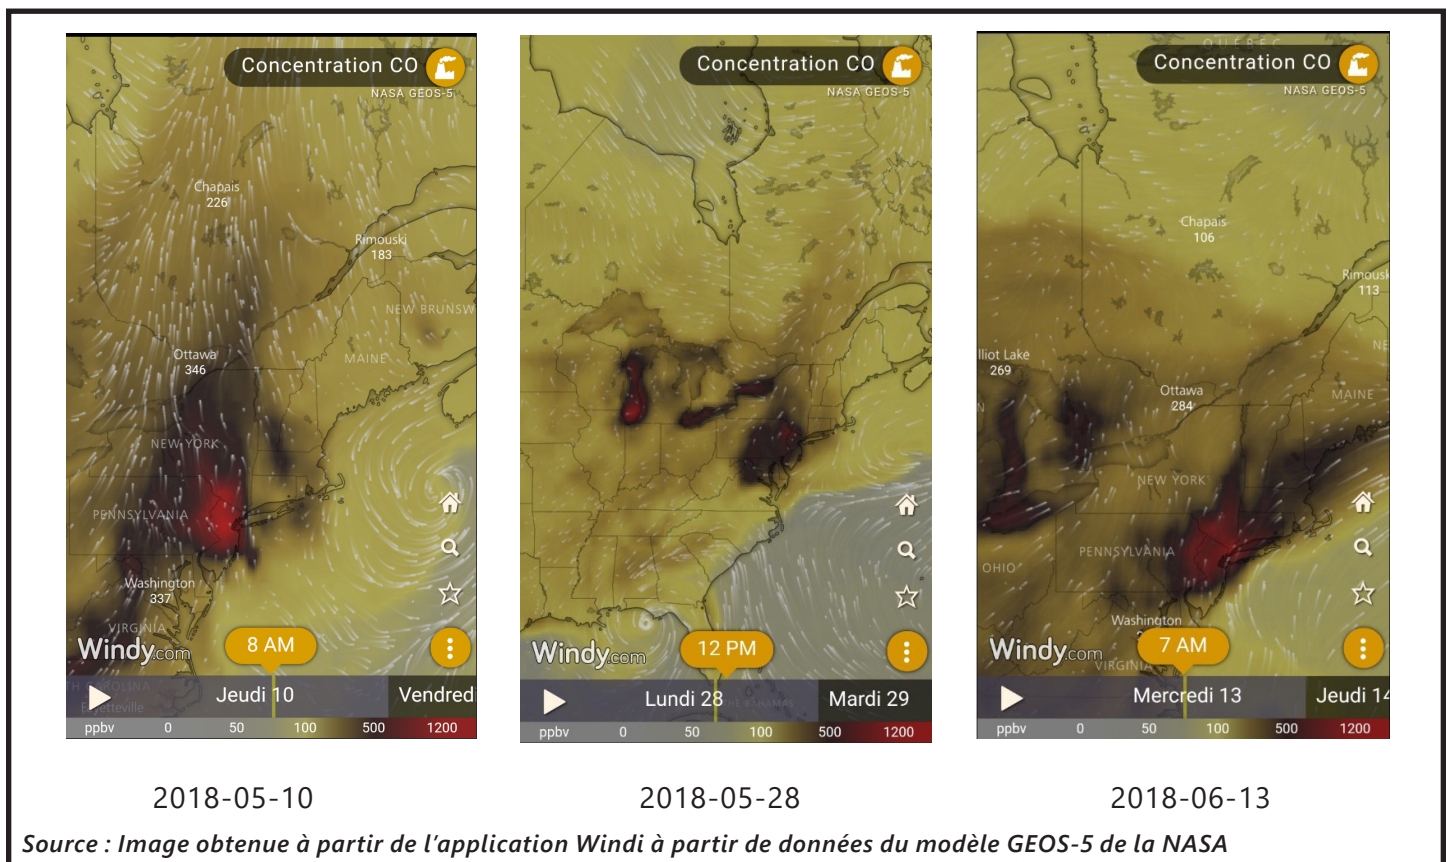 Concentration CO
NASA GEOS-5
Chapais
226
Rimouski
183
NEW BRUNSW
MAINE
Ottawa
346
NEW YORK
PENNSYLVANIA
Washington
337
VIRGINIA
Windy.com
8 AM
Jeudi 10
Vendred
Fayetteville
ppbv 0 50 100 500 1200
2018-05-10
Concentration CO
NASA GEOS-5
Windy.com
12 PM
Lundi 28
Mardi 29
THE BAHAMAS
ppbv 0 50 100 500 1200
2018-05-28
QUÉBEC
Concentration CO
NASA GEOS-5
Chapais
106
Rimousk
113
NE
lliot Lake
269
MAINE
Ottawa
284
N
NEW YORK
PENNSYLVANIA
OHIO
Washington
Windy.com
VIRGINIA
7 AM
Mercredi 13
Jeudi 14
ppbv 0 50 100 500 1200
2018-06-13
Source : Image obtenue à partir de l'application Windi à partir de données du modèle GEOS-5 de la NASA